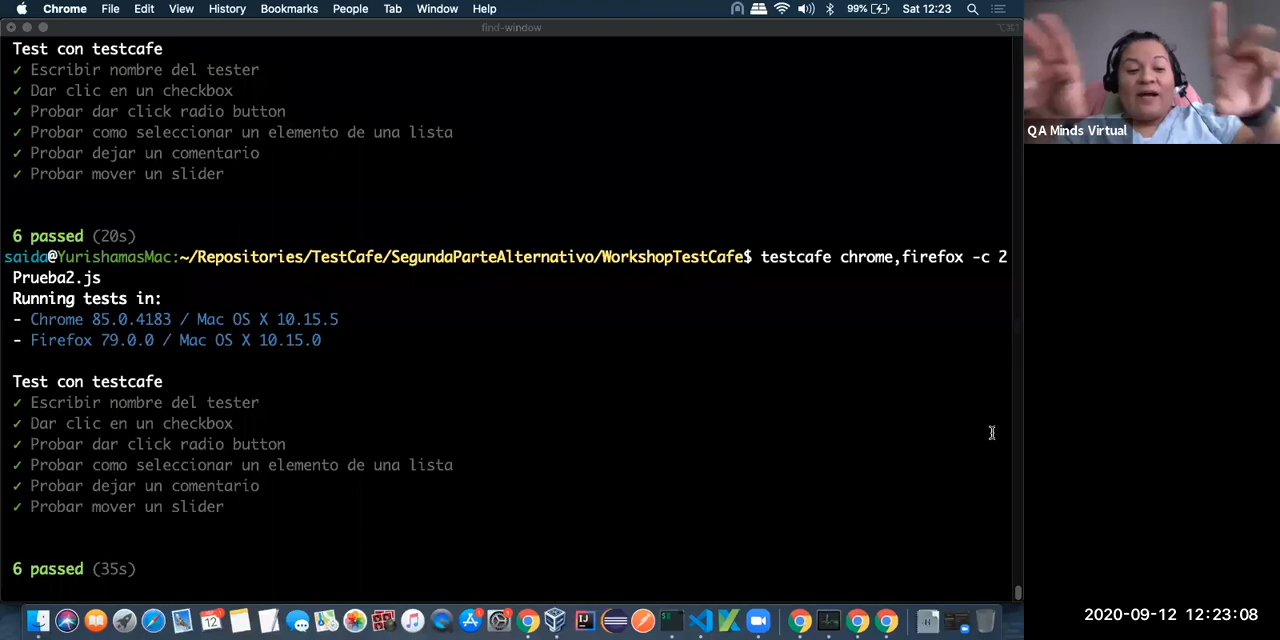 Chrome File Edit View History Bookmarks People Tab Window Help 99% Sat 12:23
find-window
Test con testcafe
✓ Escribir nombre del tester
✓ Dar clic en un checkbox
✓ Probar dar click radio button
✓ Probar como seleccionar un elemento de una lista
✓ Probar dejar un comentario
✓ Probar mover un slider
6 passed (20s)
saida@YurishamasMac:~/Repositories/TestCafe/SegundaParteAlternativo/WorkshopTestCafe$ testcafe chrome,firefox -c 2
Prueba2.js
Running tests in:
- Chrome 85.0.4183 / Mac OS X 10.15.5
- Firefox 79.0.0 / Mac OS X 10.15.0
Test con testcafe
✓ Escribir nombre del tester
✓ Dar clic en un checkbox
✓ Probar dar click radio button
✓ Probar como seleccionar un elemento de una lista
✓ Probar dejar un comentario
✓ Probar mover un slider
6 passed (35s)
QA Minds Virtual
2020-09-12 12:23:08